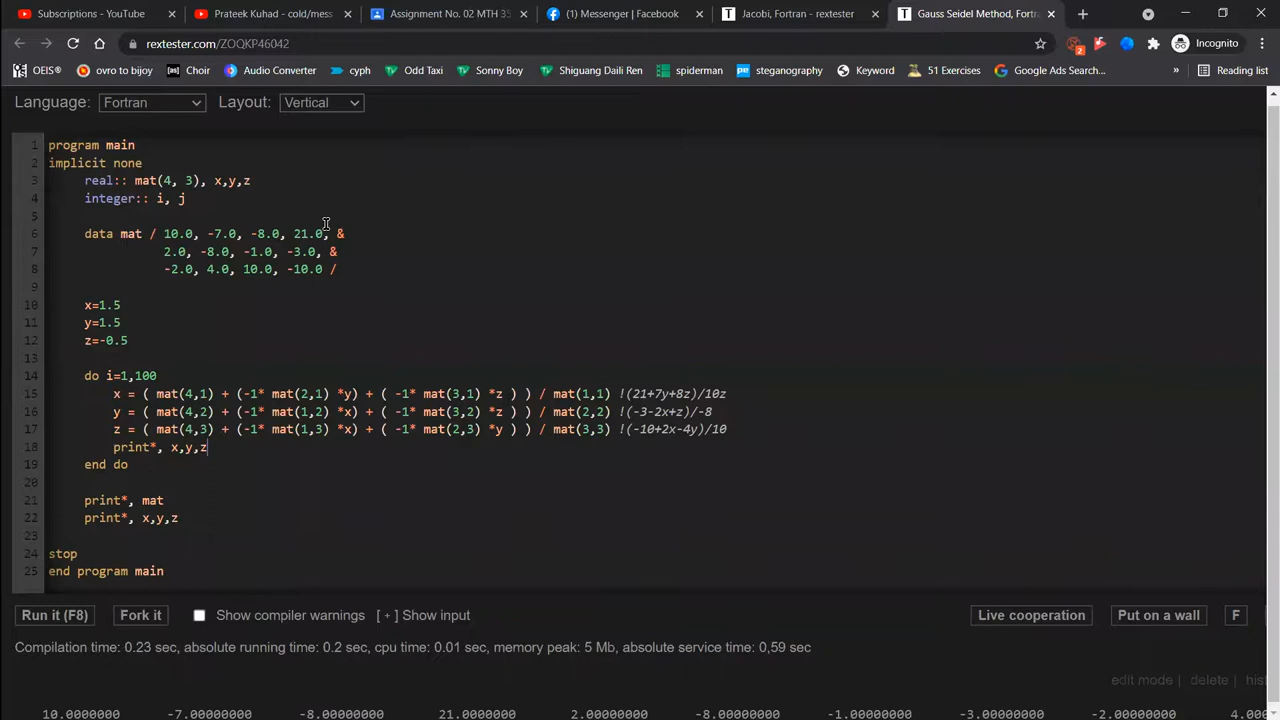 Subscriptions - YouTube
Prateek Kuhad - cold/mess
Assignment No. 02 MTH 35
(1) Messenger | Facebook
Jacobi, Fortran - rextester
Gauss Seidel Method, Fortr
rextester.com/ZOQKP46042
2
Incognito
OEIS®
ovro to bijoy
Choir
Audio Converter
cyph
Odd Taxi
Sonny Boy
Shiguang Daili Ren
spiderman
steganography
Keyword
51 Exercises
Google Ads Search...
»
Reading list
Language: Fortran Layout: Vertical
1 program main
2 implicit none
3 real:: mat(4, 3), x,y,z
4 integer:: i, j
5
6 data mat / 10.0, -7.0, -8.0, 21.0, &
7 2.0, -8.0, -1.0, -3.0, &
8 -2.0, 4.0, 10.0, -10.0 /
9
10 x=1.5
11 y=1.5
12 z=-0.5
13
14 do i=1,100
15 x = ( mat(4,1) + (-1* mat(2,1) *y) + ( -1* mat(3,1) *z ) ) / mat(1,1) !(21+7y+8z)/10z
16 y = ( mat(4,2) + (-1* mat(1,2) *x) + ( -1* mat(3,2) *z ) ) / mat(2,2) !(-3-2x+z)/-8
17 z = ( mat(4,3) + (-1* mat(1,3) *x) + ( -1* mat(2,3) *y ) ) / mat(3,3) !(-10+2x-4y)/10
18 print*, x,y,z
19 end do
20
21 print*, mat
22 print*, x,y,z
23
24 stop
25 end program main
Run it (F8) Fork it Show compiler warnings [ + ] Show input Live cooperation Put on a wall F
Compilation time: 0.23 sec, absolute running time: 0.2 sec, cpu time: 0.01 sec, memory peak: 5 Mb, absolute service time: 0,59 sec
edit mode | delete | hist
10.0000000 -7.00000000 -8.00000000 21.0000000 2.00000000 -8.00000000 -1.00000000 -3.00000000 -2.00000000 4.000